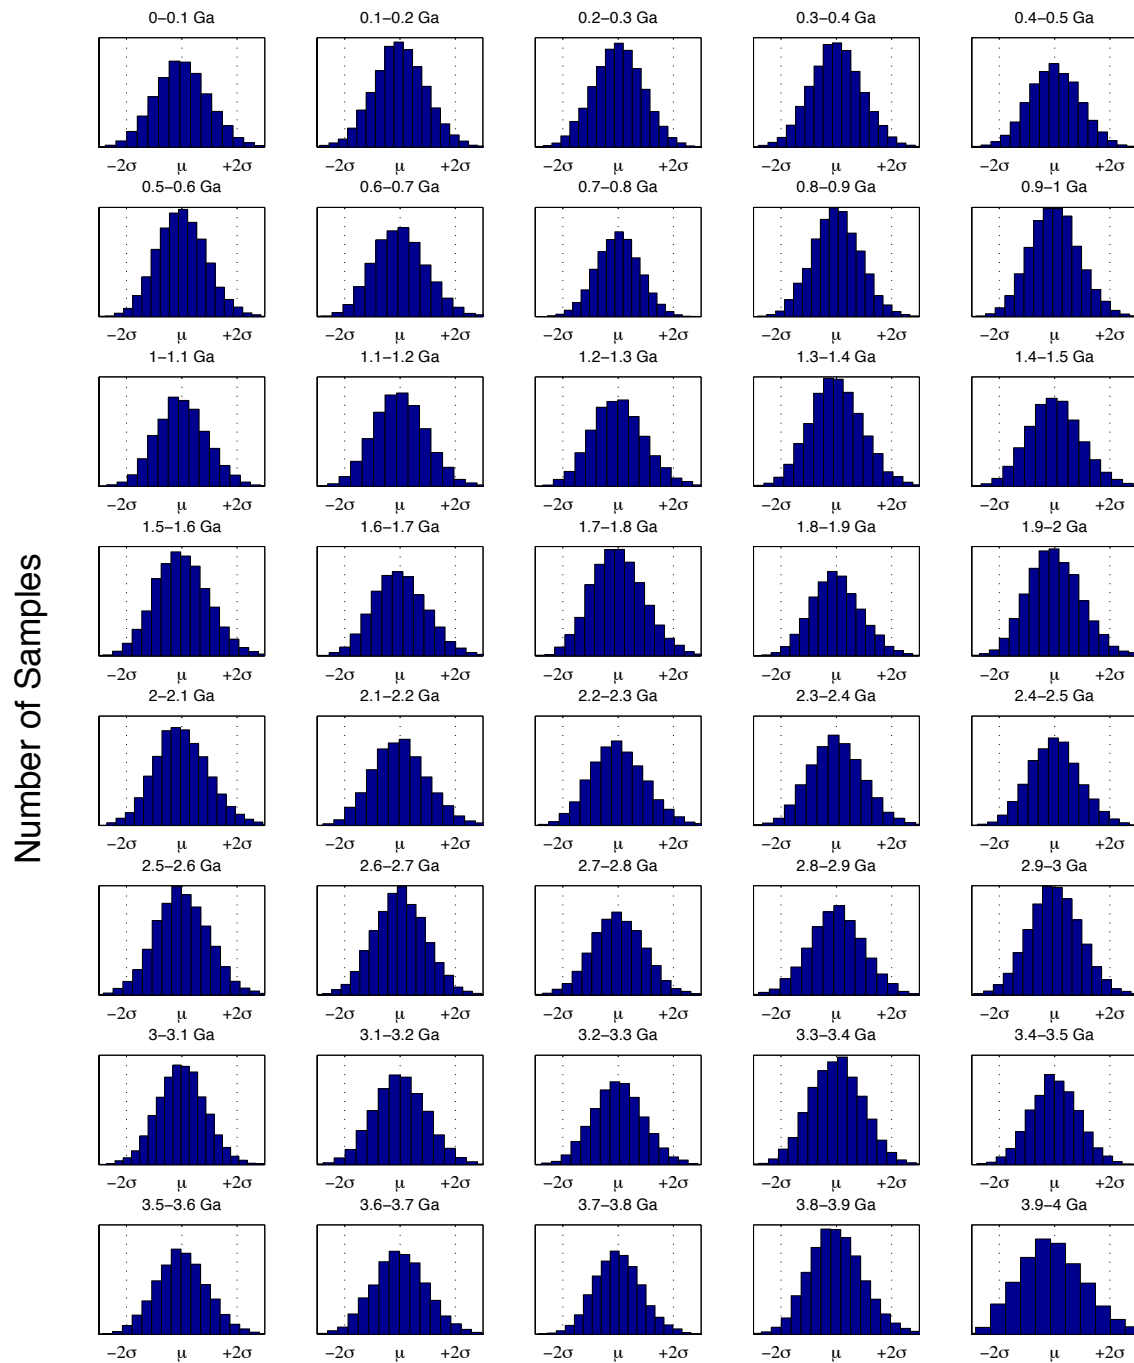 0–0.1 Ga 0.1–0.2 Ga 0.2–0.3 Ga 0.3–0.4 Ga 0.4–0.5 Ga
−2σ μ +2σ −2σ μ +2σ −2σ μ +2σ −2σ μ +2σ −2σ μ +2σ
0.5–0.6 Ga 0.6–0.7 Ga 0.7–0.8 Ga 0.8–0.9 Ga 0.9–1 Ga
−2σ μ +2σ −2σ μ +2σ −2σ μ +2σ −2σ μ +2σ −2σ μ +2σ
1–1.1 Ga 1.1–1.2 Ga 1.2–1.3 Ga 1.3–1.4 Ga 1.4–1.5 Ga
−2σ μ +2σ −2σ μ +2σ −2σ μ +2σ −2σ μ +2σ −2σ μ +2σ
1.5–1.6 Ga 1.6–1.7 Ga 1.7–1.8 Ga 1.8–1.9 Ga 1.9–2 Ga
−2σ μ +2σ −2σ μ +2σ −2σ μ +2σ −2σ μ +2σ −2σ μ +2σ
Number of Samples
2–2.1 Ga 2.1–2.2 Ga 2.2–2.3 Ga 2.3–2.4 Ga 2.4–2.5 Ga
−2σ μ +2σ −2σ μ +2σ −2σ μ +2σ −2σ μ +2σ −2σ μ +2σ
2.5–2.6 Ga 2.6–2.7 Ga 2.7–2.8 Ga 2.8–2.9 Ga 2.9–3 Ga
−2σ μ +2σ −2σ μ +2σ −2σ μ +2σ −2σ μ +2σ −2σ μ +2σ
3–3.1 Ga 3.1–3.2 Ga 3.2–3.3 Ga 3.3–3.4 Ga 3.4–3.5 Ga
−2σ μ +2σ −2σ μ +2σ −2σ μ +2σ −2σ μ +2σ −2σ μ +2σ
3.5–3.6 Ga 3.6–3.7 Ga 3.7–3.8 Ga 3.8–3.9 Ga 3.9–4 Ga
−2σ μ +2σ −2σ μ +2σ −2σ μ +2σ −2σ μ +2σ −2σ μ +2σ